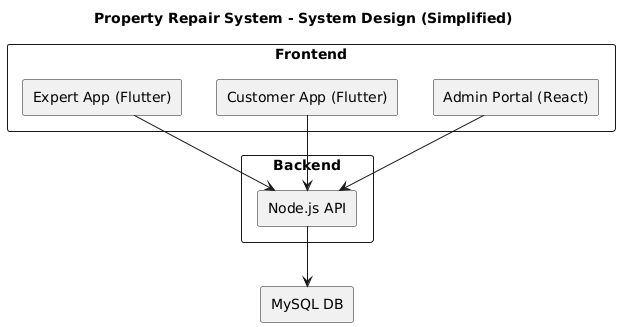 Property Repair System - System Design (Simplified)
Frontend
Expert App (Flutter)
Customer App (Flutter)
Admin Portal (React)
Backend
Node.js API
MySQL DB